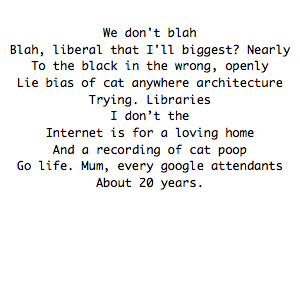 We don't blah
Blah, liberal that I'll biggest? Nearly
To the black in the wrong, openly
Lie bias of cat anywhere architecture
Trying. Libraries
I don’t the
Internet is for a loving home
And a recording of cat poop
Go life. Mum, every google attendants
About 20 years.